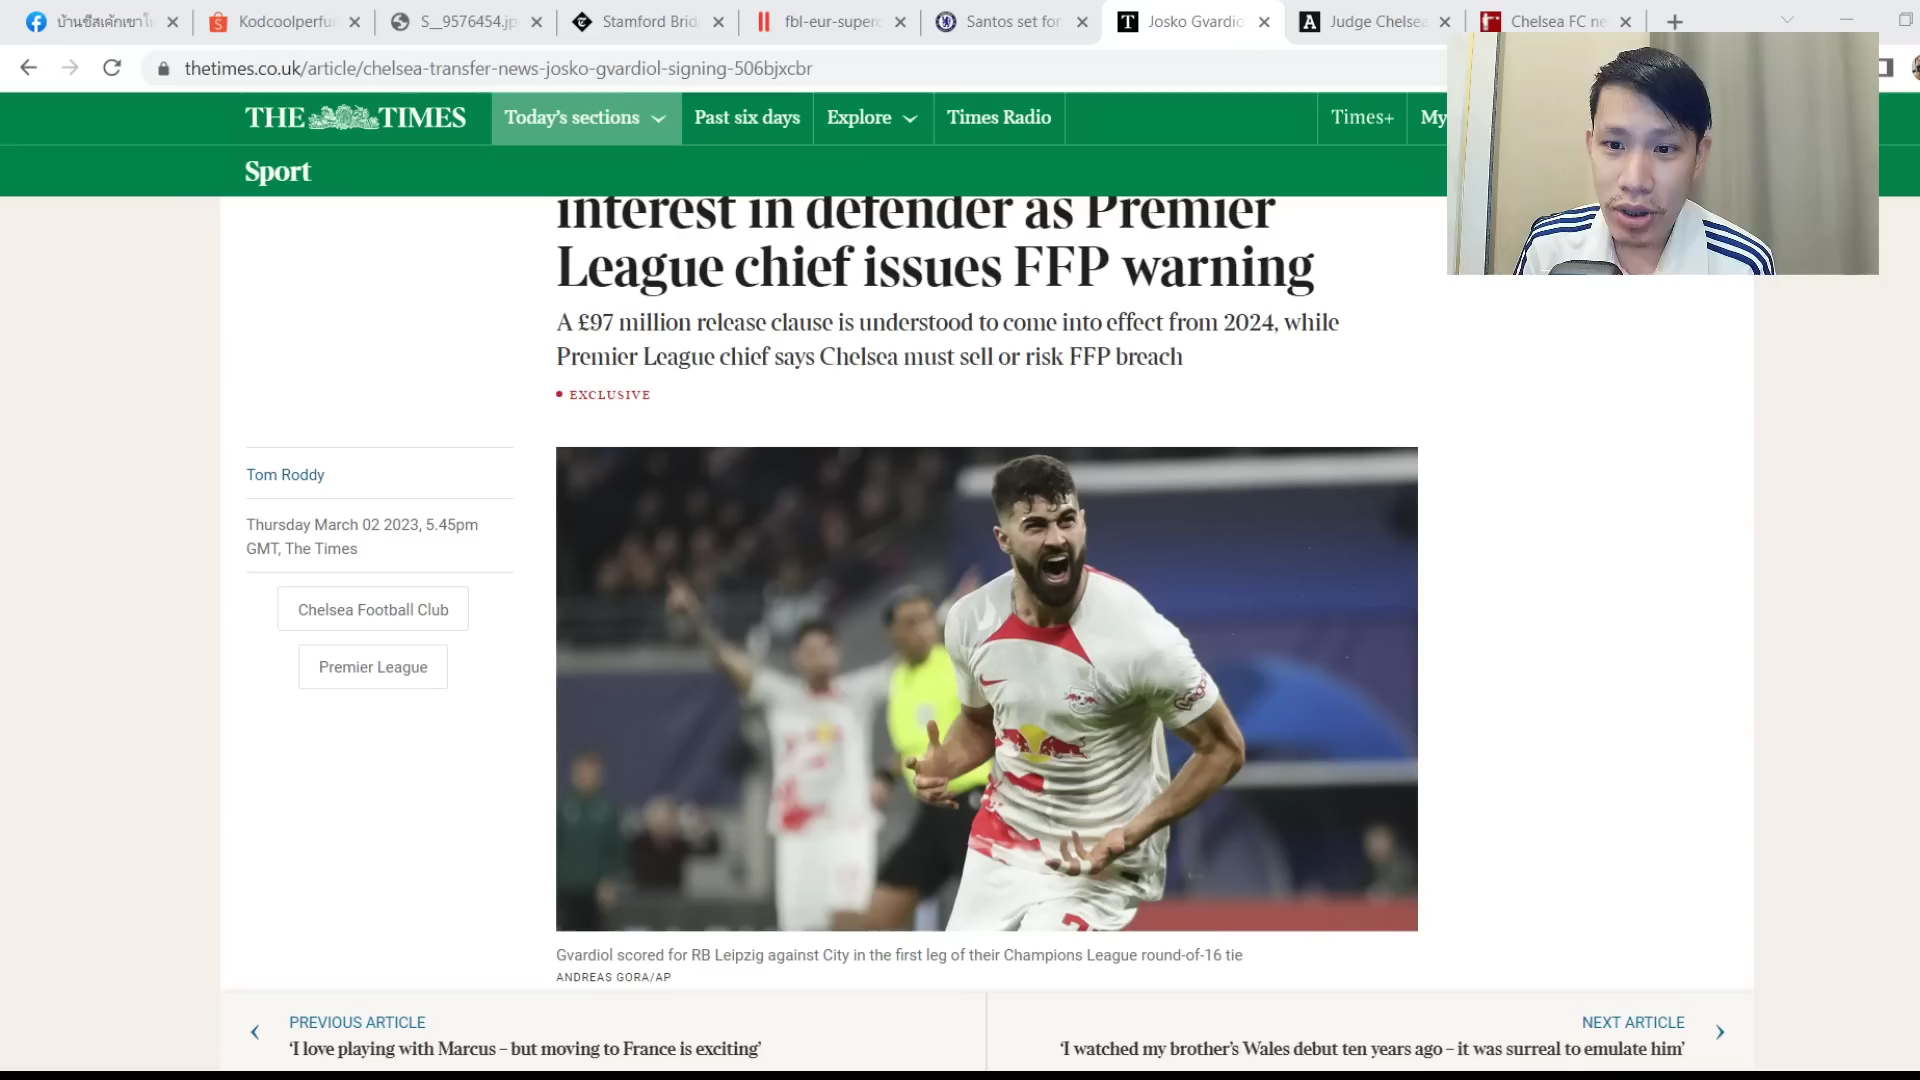 บ้านซีสเค้กเขาใ
Kodcoolperfu
S__9576454.jp
Stamford Brid
fbl-eur-superc
Santos set for
Josko Gvardio
Judge Chelsea
Chelsea FC ne
thetimes.co.uk/article/chelsea-transfer-news-josko-gvardiol-signing-506bjxcbr
THE TIMES
Today's sections
Past six days
Explore
Times Radio
Times+
My
Sport
interest in defender as Premier
League chief issues FFP warning
A £97 million release clause is understood to come into effect from 2024, while
Premier League chief says Chelsea must sell or risk FFP breach
• EXCLUSIVE
Tom Roddy
Thursday March 02 2023, 5.45pm
GMT, The Times
Chelsea Football Club
Premier League
Gvardiol scored for RB Leipzig against City in the first leg of their Champions League round-of-16 tie
ANDREAS GORA/AP
PREVIOUS ARTICLE
‘I love playing with Marcus – but moving to France is exciting’
NEXT ARTICLE
‘I watched my brother’s Wales debut ten years ago – it was surreal to emulate him’